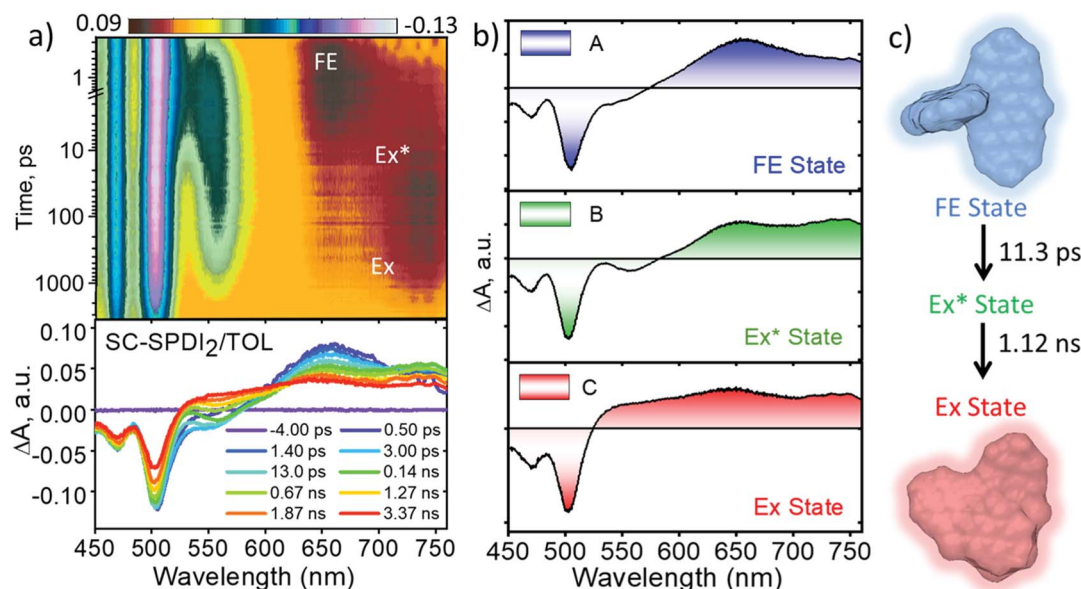 a)
0.09
-0.13
FE
Ex*
Ex
Time, ps
1
10
100
1000
SC-SPDI₂/TOL
ΔA, a.u.
0.10
0.05
0.00
-0.05
-0.10
-4.00 ps
0.50 ps
1.40 ps
3.00 ps
13.0 ps
0.14 ns
0.67 ns
1.27 ns
1.87 ns
3.37 ns
450 500 550 600 650 700 750
Wavelength (nm)
b)
A
FE State
B
Ex* State
C
Ex State
ΔA, a.u.
450 500 550 600 650 700 750
Wavelength (nm)
c)
FE State
11.3 ps
Ex* State
1.12 ns
Ex State